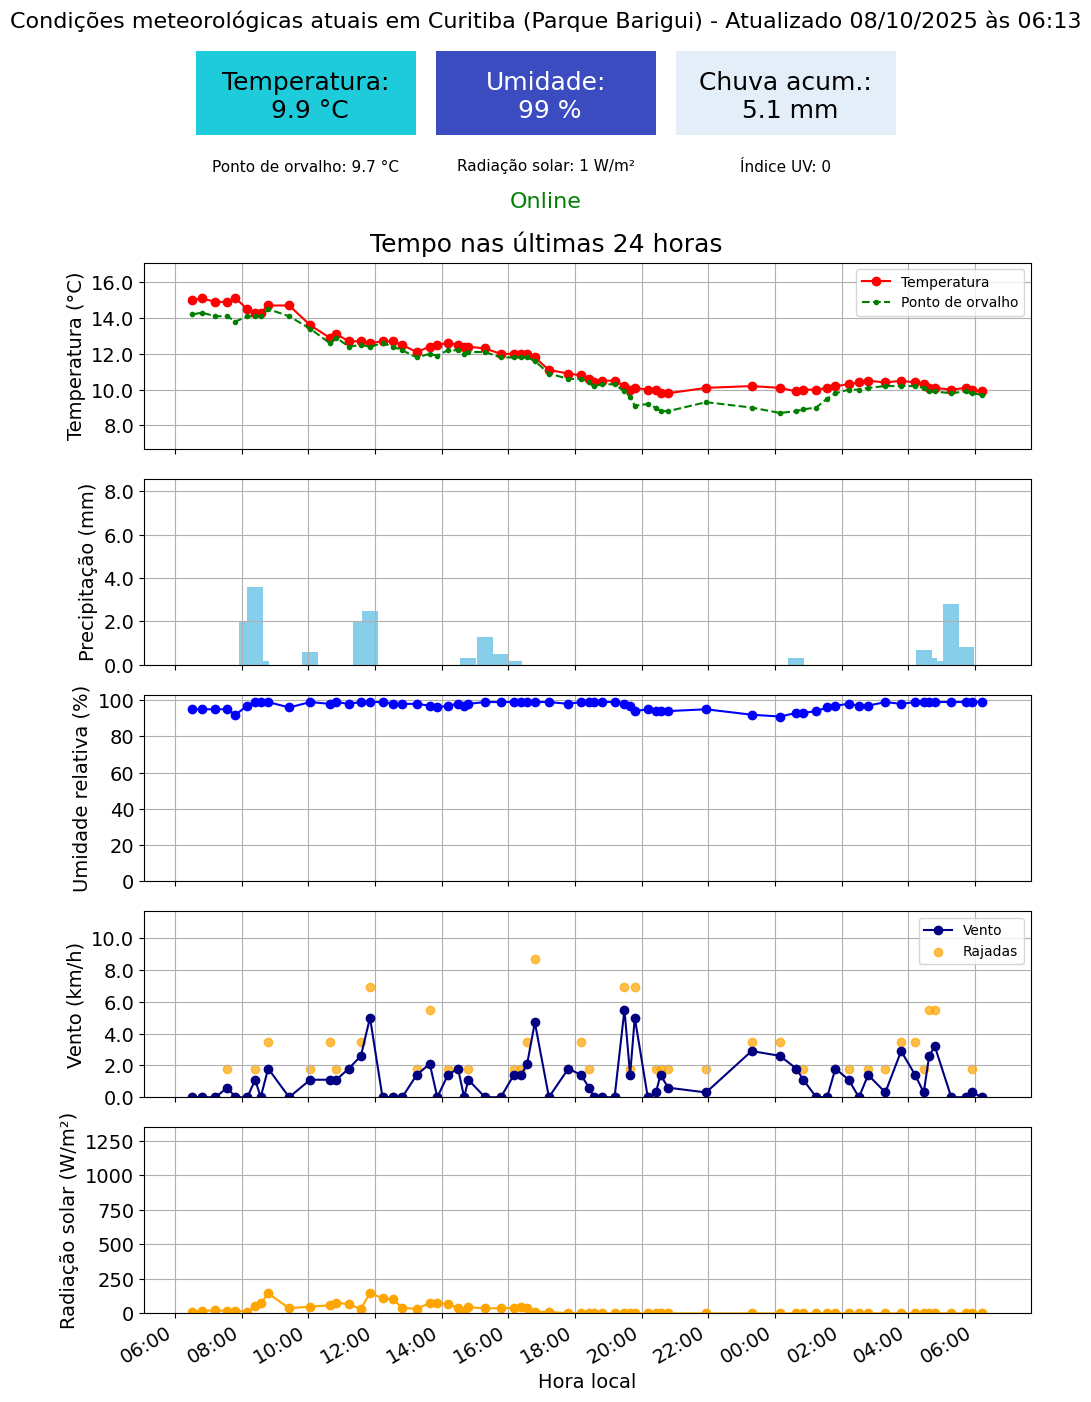 Condições meteorológicas atuais em Curitiba (Parque Barigui) - Atualizado 08/10/2025 às 06:13
Temperatura:
9.9 °C
Umidade:
99 %
Chuva acum.:
5.1 mm
Ponto de orvalho: 9.7 °C
Radiação solar: 1 W/m²
Índice UV: 0
Online
Tempo nas últimas 24 horas
Temperatura (°C)
16.0
14.0
12.0
10.0
8.0
Temperatura
Ponto de orvalho
Precipitação (mm)
8.0
6.0
4.0
2.0
0.0
Umidade relativa (%)
100
80
60
40
20
0
Vento (km/h)
10.0
8.0
6.0
4.0
2.0
0.0
Vento
Rajadas
Radiação solar (W/m²)
1250
1000
750
500
250
0
06:00
08:00
10:00
12:00
14:00
16:00
18:00
20:00
22:00
00:00
02:00
04:00
06:00
Hora local